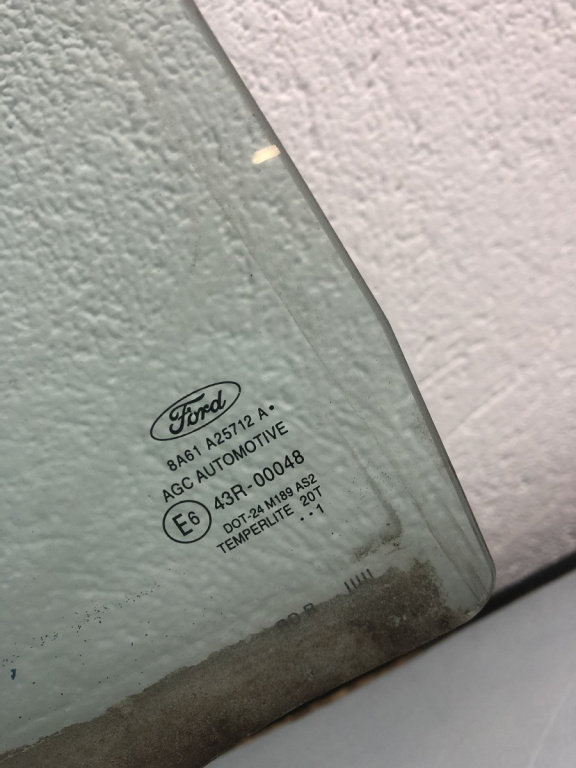 Ford
8A61 A25712 A•
AGC AUTOMOTIVE
E6 43R-00048
DOT-24 M189 AS2
TEMPERLITE 20T
• • 1